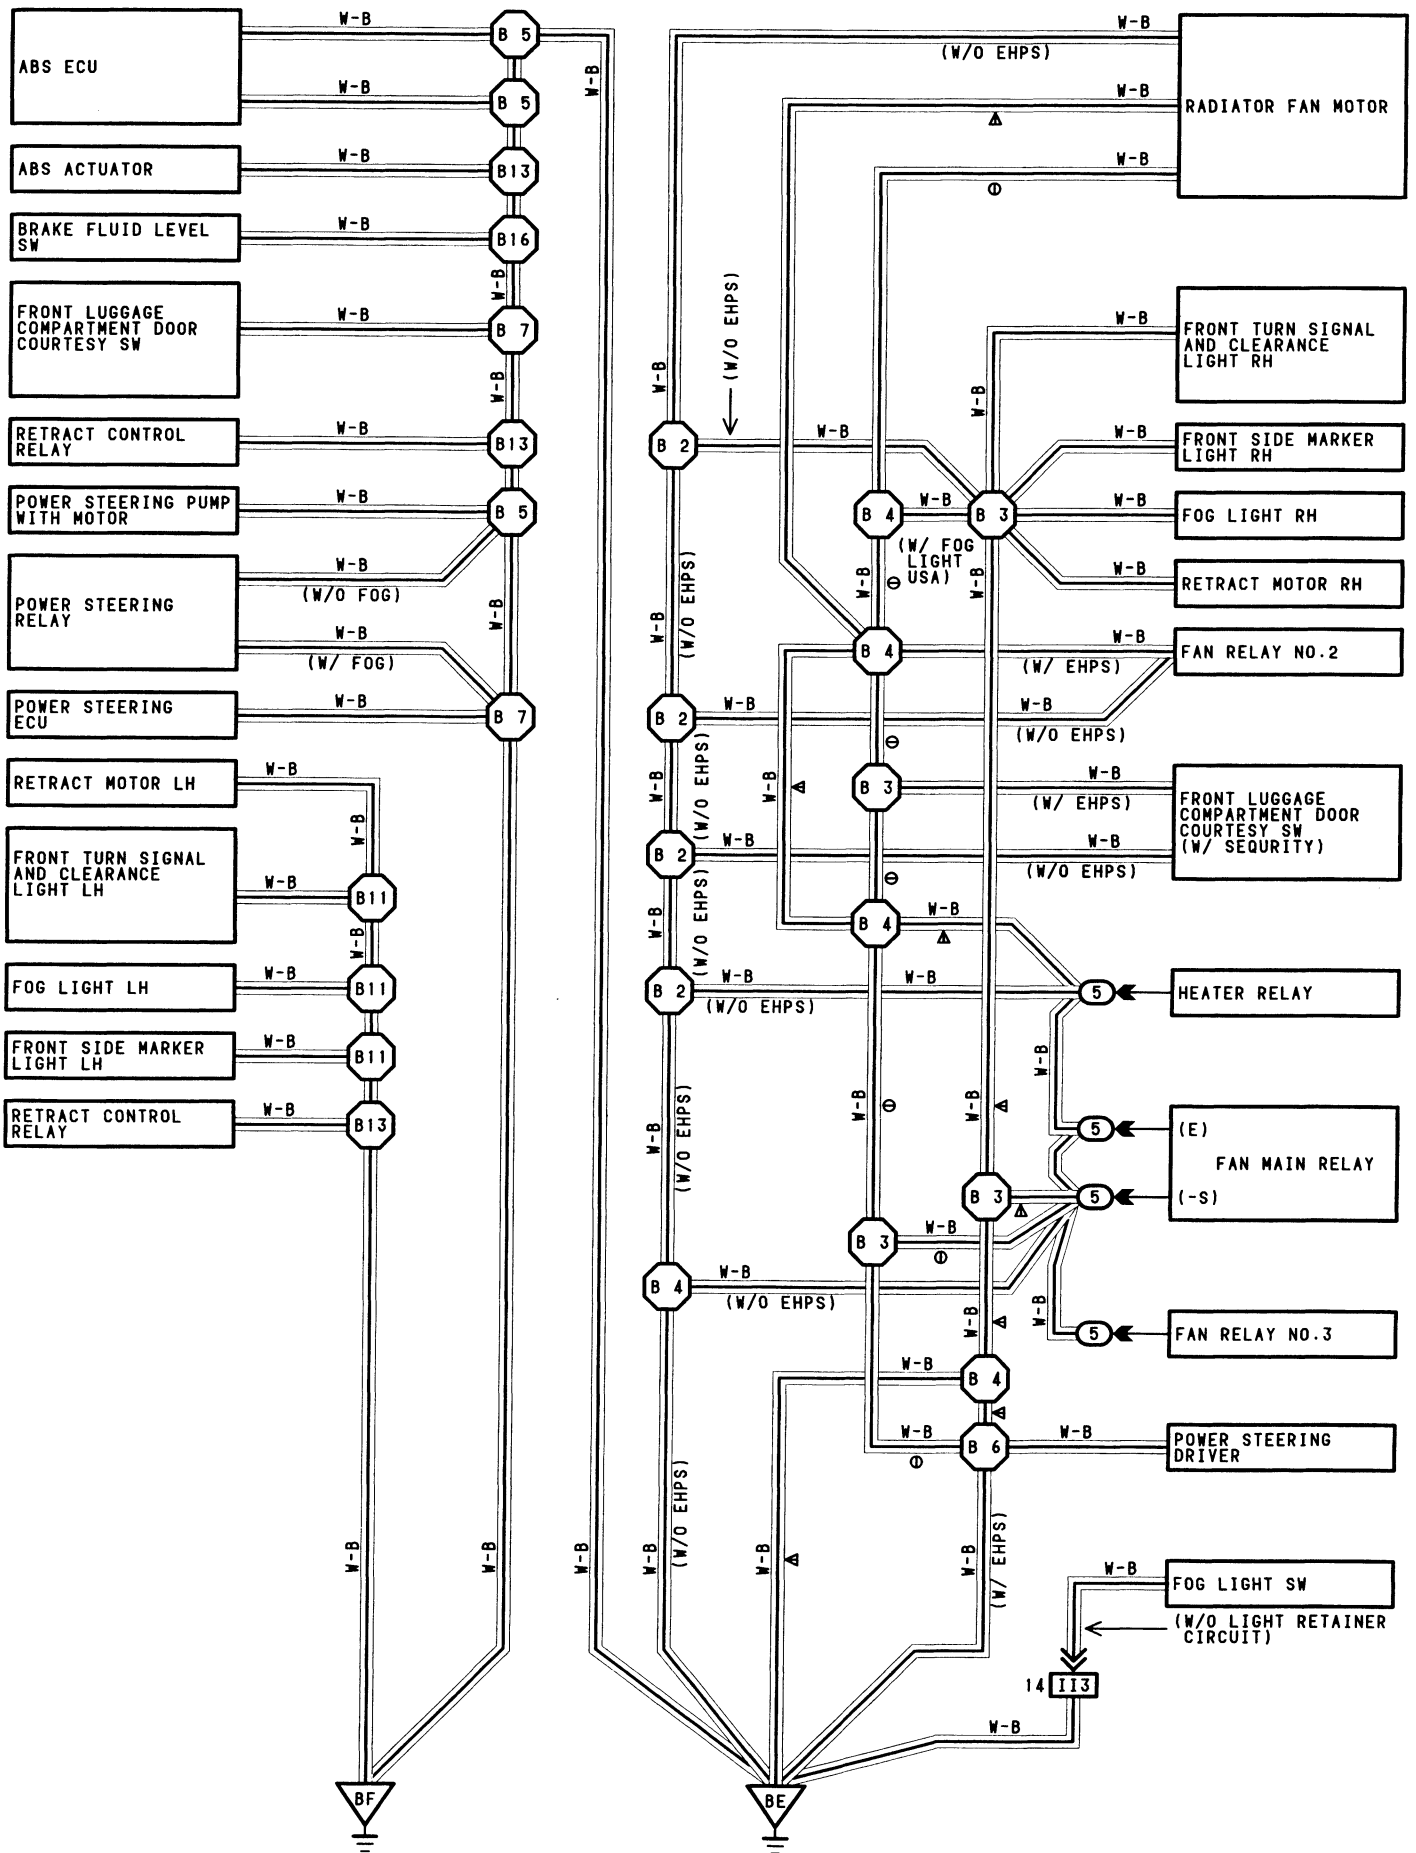 W-B
ABS ECU
B 5
W-B
B 5
ABS ACTUATOR
W-B
B13
BRAKE FLUID LEVEL
SW
W-B
B16
W-B
FRONT LUGGAGE
COMPARTMENT DOOR
COURTESY SW
W-B
B 7
W-B
RETRACT CONTROL
RELAY
W-B
B13
POWER STEERING PUMP
WITH MOTOR
W-B
B 5
POWER STEERING
RELAY
W-B
(W/O FOG)
W-B
W-B
(W/ FOG)
POWER STEERING
ECU
W-B
B 7
RETRACT MOTOR LH
W-B
W-B
FRONT TURN SIGNAL
AND CLEARANCE
LIGHT LH
W-B
B11
W-B
FOG LIGHT LH
W-B
B11
FRONT SIDE MARKER
LIGHT LH
W-B
B11
RETRACT CONTROL
RELAY
W-B
B13
W-B
W-B
BF
W-B
W-B
W-B
(W/O EHPS)
W-B
RADIATOR FAN MOTOR
W-B
W-B
W-B
(W/O EHPS)
W-B
FRONT TURN SIGNAL
AND CLEARANCE
LIGHT RH
W-B
B 2
W-B
W-B
FRONT SIDE MARKER
LIGHT RH
B 4
W-B
B 3
W-B
FOG LIGHT RH
(W/ FOG
LIGHT
USA)
W-B
W-B
W-B
RETRACT MOTOR RH
W-B
(W/O EHPS)
B 4
W-B
(W/ EHPS)
FAN RELAY NO.2
B 2
W-B
W-B
(W/O EHPS)
W-B
(W/O EHPS)
W-B
B 3
W-B
(W/ EHPS)
FRONT LUGGAGE
COMPARTMENT DOOR
COURTESY SW
(W/ SEQURITY)
B 2
W-B
W-B
(W/O EHPS)
W-B
(W/O EHPS)
B 4
W-B
B 2
W-B
(W/O EHPS)
W-B
5
HEATER RELAY
W-B
W-B
(W/O EHPS)
W-B
W-B
5
(E)
FAN MAIN RELAY
B 3
5
(-S)
B 3
W-B
B 4
W-B
(W/O EHPS)
W-B
W-B
5
FAN RELAY NO.3
W-B
B 4
W-B
B 6
W-B
POWER STEERING
DRIVER
W-B
(W/O EHPS)
W-B
W-B
(W/ EHPS)
W-B
FOG LIGHT SW
(W/O LIGHT RETAINER
CIRCUIT)
14
II3
W-B
BE